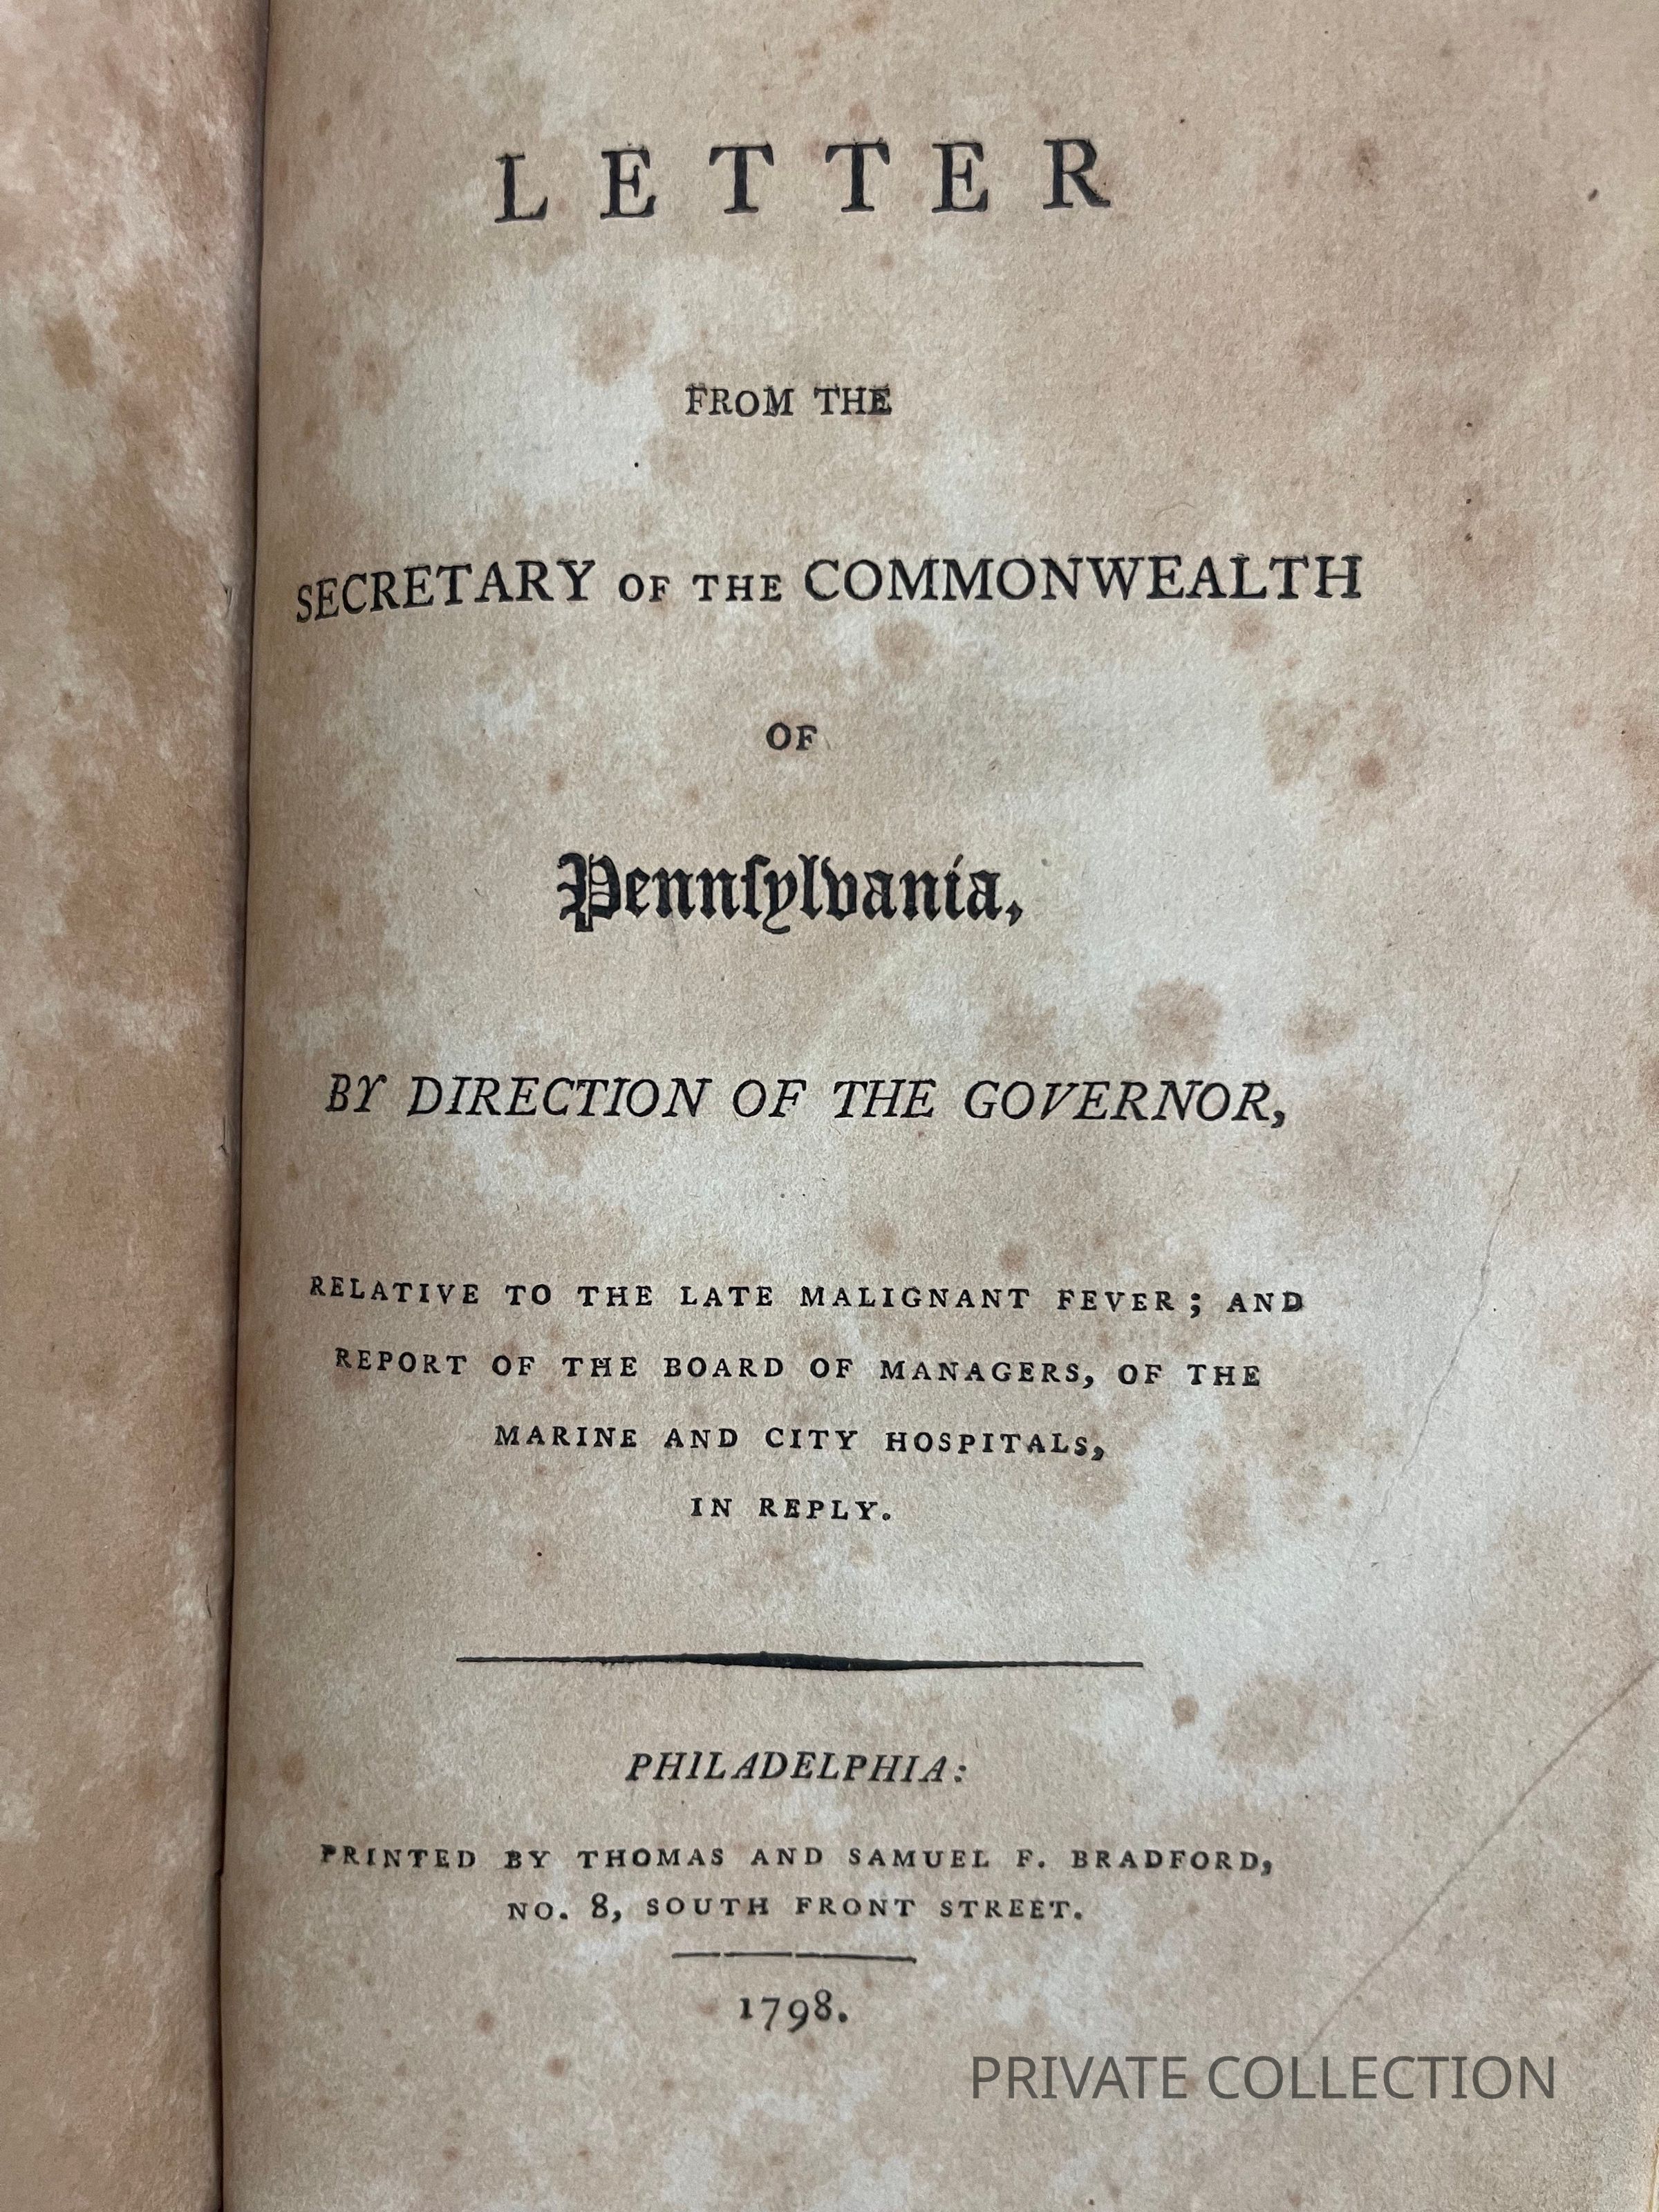 LETTER
FROM THE
SECRETARY OF THE COMMONWEALTH
OF
Pennſylvania,
BY DIRECTION OF THE GOVERNOR,
RELATIVE TO THE LATE MALIGNANT FEVER; AND
REPORT OF THE BOARD OF MANAGERS, OF THE
MARINE AND CITY HOSPITALS,
IN REPLY.
PHILADELPHIA:
PRINTED BY THOMAS AND SAMUEL F. BRADFORD,
NO. 8, SOUTH FRONT STREET.
1798.
PRIVATE COLLECTION